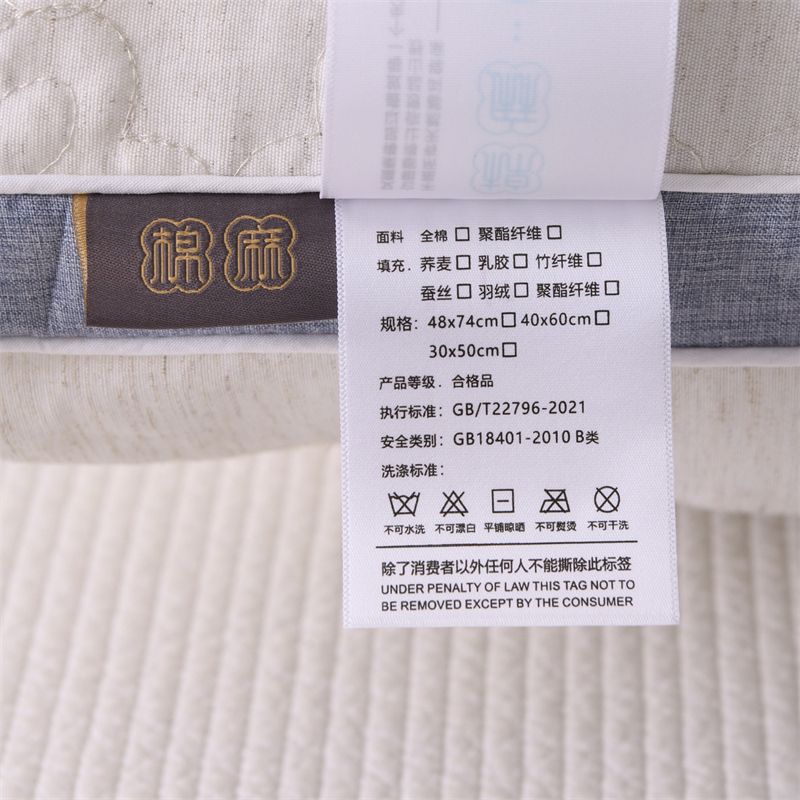 棉麻
面料 全棉□ 聚酯纤维□
填充. 荞麦□ 乳胶□ 竹纤维□
蚕丝□ 羽绒□ 聚酯纤维□
规格: 48x74cm□ 40x60cm□
30x50cm□
产品等级. 合格品
执行标准: GB/T22796-2021
安全类别: GB18401-2010 B类
洗涤标准:
不可水洗 不可漂白 平铺晾晒 不可熨烫 不可干洗
除了消费者以外任何人不能撕除此标签
UNDER PENALTY OF LAW THIS TAG NOT TO
BE REMOVED EXCEPT BY THE CONSUMER